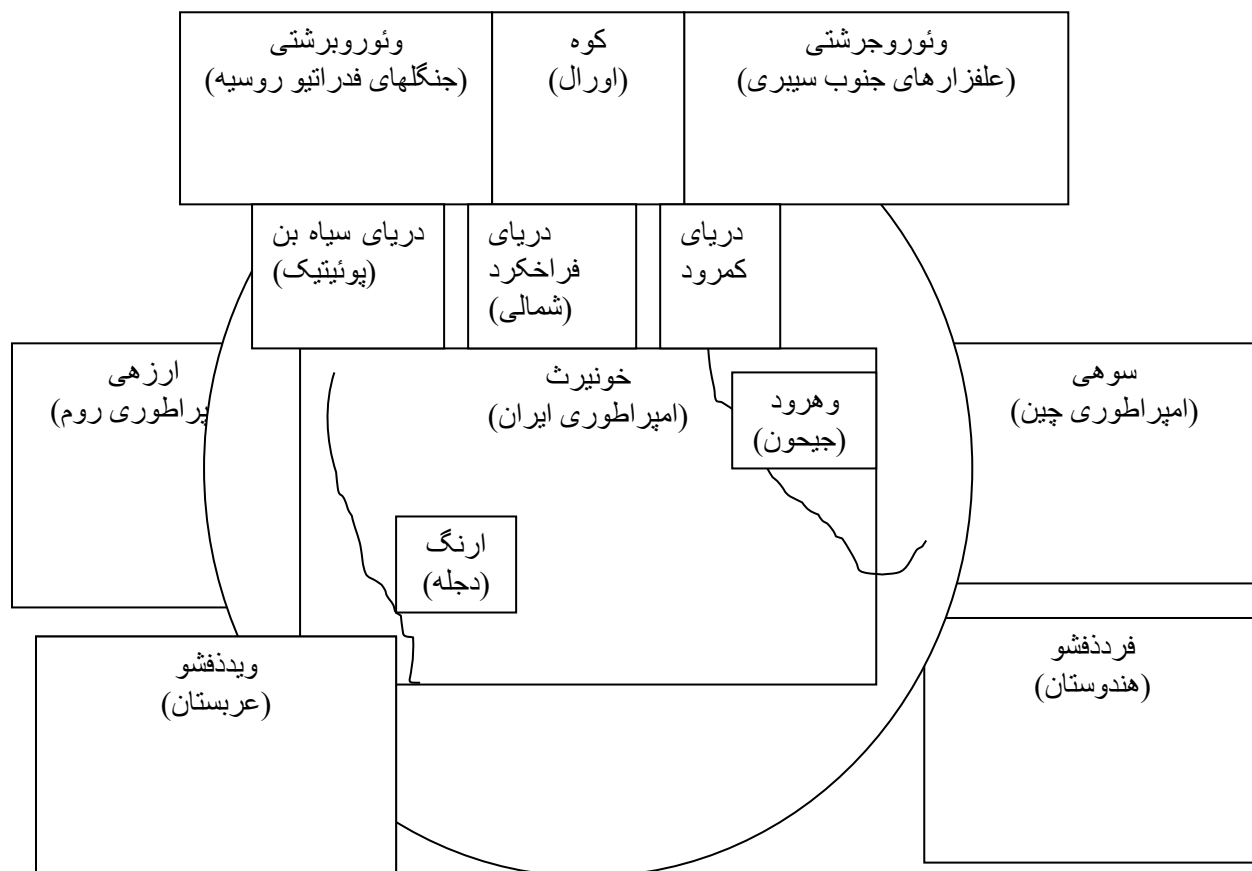 وئوروبرشتی
(جنگلهای فدراتیو روسیه)
کوه
(اورال)
وئوروجرشتی
(علفزارهای جنوب سیبری)
دریای سیاه بن
(پوئیتیک)
دریای
فراخکرد
(شمالی)
دریای
کمرود
ارزهی
پراطوری روم)
خونیرث
(امپراطوری ایران)
وهرود
(جیحون)
سوهی
(امپراطوری چین)
ارنگ
(دجله)
ویدذفشو
(عربستان)
فردذفشو
(هندوستان)